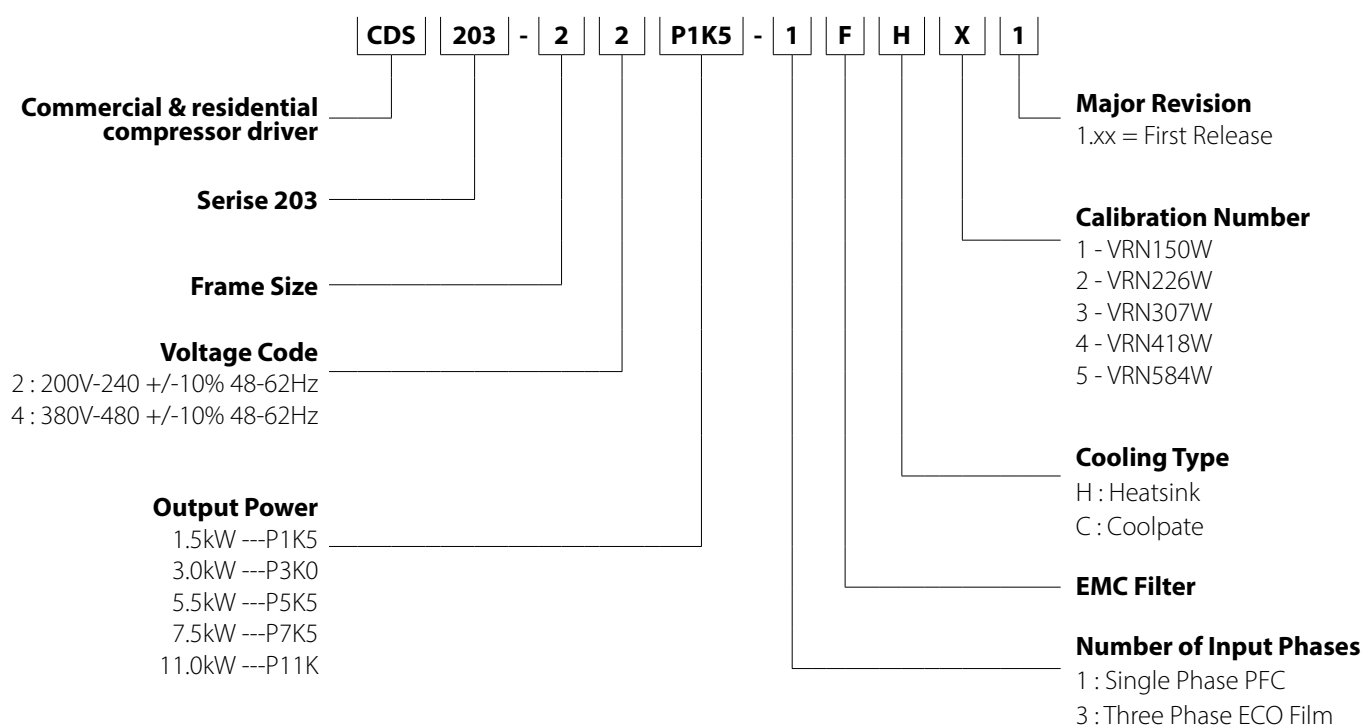 CDS 203 - 2 2 P1K5 - 1 F H X 1
Commercial & residential
compressor driver
Serise 203
Frame Size
Voltage Code
2 : 200V-240 +/-10% 48-62Hz
4 : 380V-480 +/-10% 48-62Hz
Output Power
1.5kW ---P1K5
3.0kW ---P3K0
5.5kW ---P5K5
7.5kW ---P7K5
11.0kW ---P11K
Major Revision
1.xx = First Release
Calibration Number
1 - VRN150W
2 - VRN226W
3 - VRN307W
4 - VRN418W
5 - VRN584W
Cooling Type
H : Heatsink
C : Coolpate
EMC Filter
Number of Input Phases
1 : Single Phase PFC
3 : Three Phase ECO Film